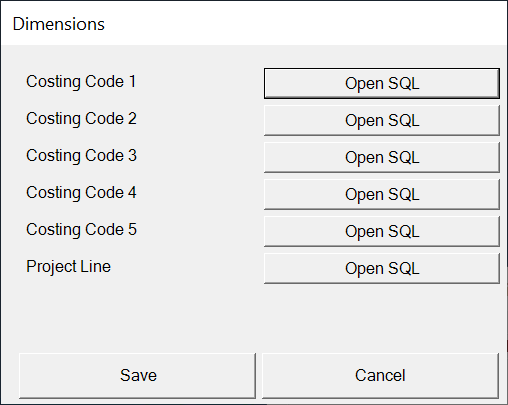 Dimensions
Costing Code 1 Open SQL
Costing Code 2 Open SQL
Costing Code 3 Open SQL
Costing Code 4 Open SQL
Costing Code 5 Open SQL
Project Line Open SQL
Save Cancel